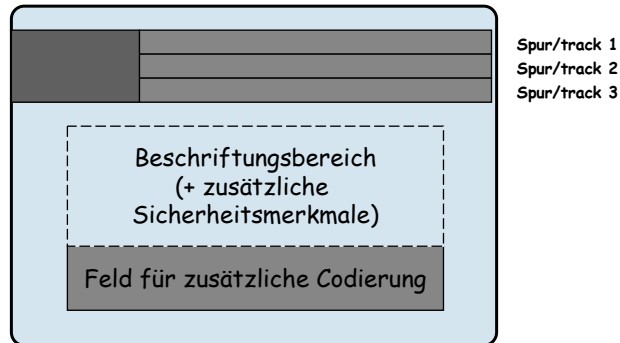 Spur/track 1
Spur/track 2
Spur/track 3
Beschriftungsbereich
(+ zusätzliche
Sicherheitsmerkmale)
Feld für zusätzliche Codierung